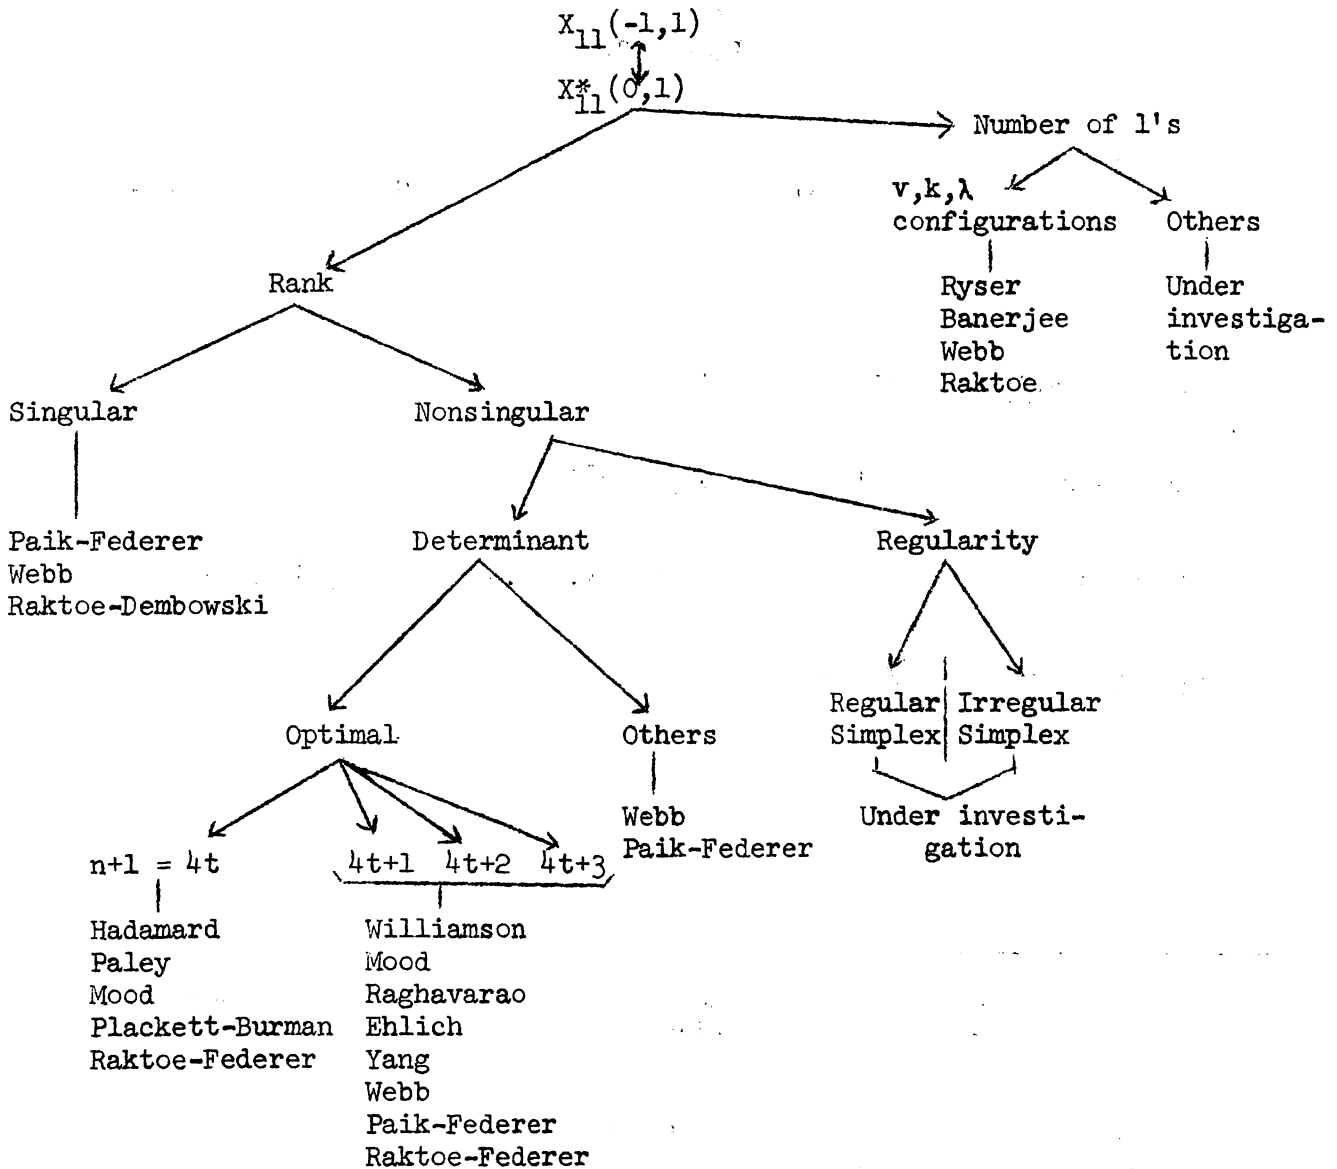 X11(-1,1)
X*11(0,1)
Number of 1's
v,k,λ
configurations
Others
Ryser
Banerjee
Webb
Raktoe
Under
investiga-
tion
Rank
Singular
Nonsingular
Paik-Federer
Webb
Raktoe-Dembowski
Determinant
Regularity
Optimal
Others
Webb
Paik-Federer
Regular
Simplex
Irregular
Simplex
Under investi-
gation
n+1 = 4t
4t+1 4t+2 4t+3
Hadamard
Paley
Mood
Plackett-Burman
Raktoe-Federer
Williamson
Mood
Raghavarao
Ehlich
Yang
Webb
Paik-Federer
Raktoe-Federer